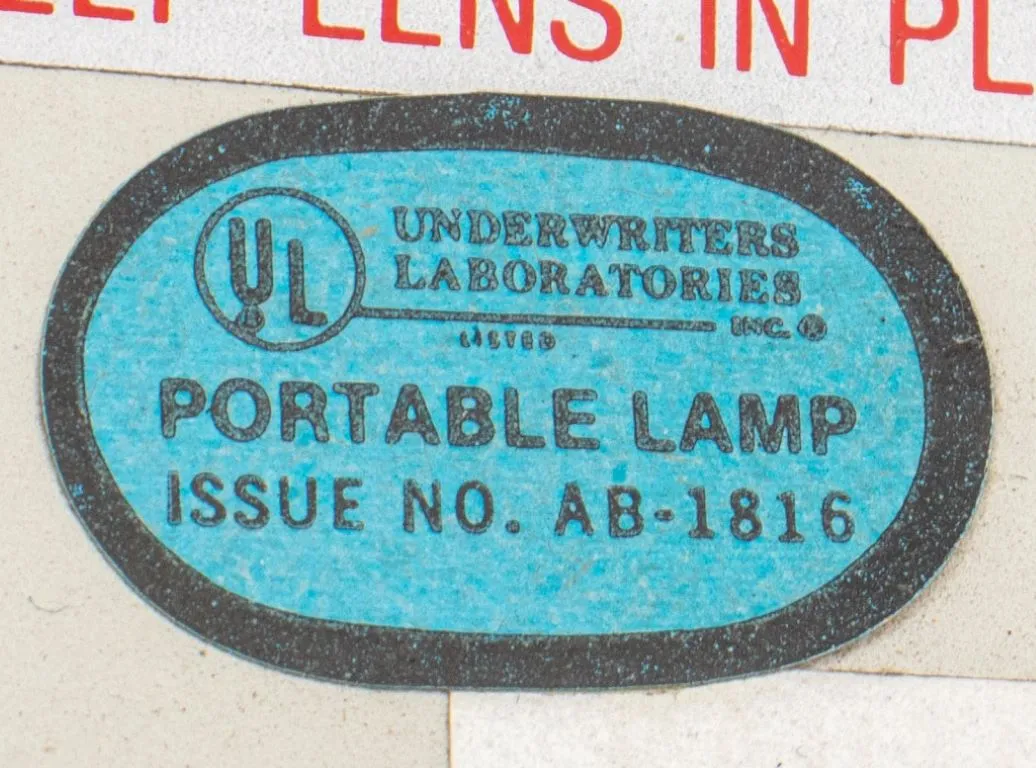 LENS IN PL
UL
UNDERWRITERS
LABORATORIES
INC. ®
LISTED
PORTABLE LAMP
ISSUE NO. AB-1816